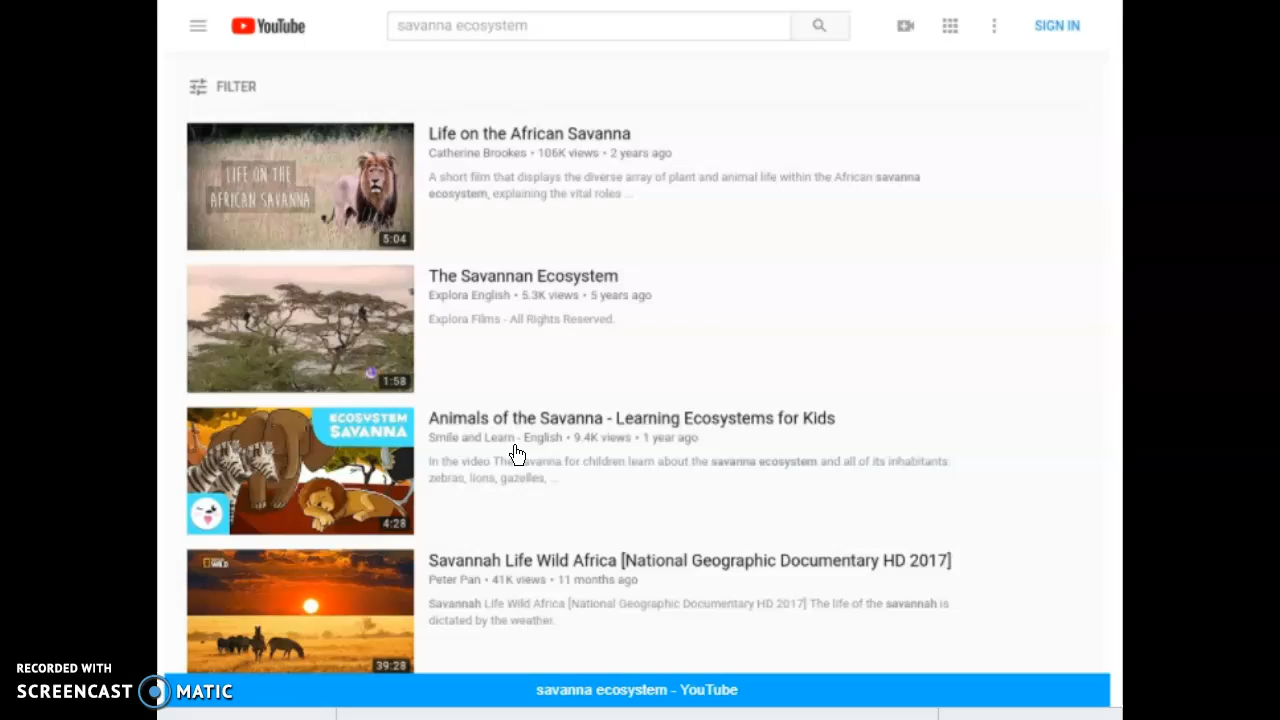 YouTube
savanna ecosystem
SIGN IN
FILTER
LIFE ON THE
AFRICAN SAVANNA
5:04
Life on the African Savanna
Catherine Brookes • 106K views • 2 years ago
A short film that displays the diverse array of plant and animal life within the African savanna
ecosystem, explaining the vital roles ...
1:58
The Savannan Ecosystem
Explora English • 5.3K views • 5 years ago
Explora Films - All Rights Reserved.
ECOSYSTEM
SAVANNA
4:28
Animals of the Savanna - Learning Ecosystems for Kids
Smile and Learn - English • 9.4K views • 1 year ago
In the video The Savanna for children learn about the savanna ecosystem and all of its inhabitants:
zebras, lions, gazelles, ...
WILD
39:28
Savannah Life Wild Africa [National Geographic Documentary HD 2017]
Peter Pan • 41K views • 11 months ago
Savannah Life Wild Africa [National Geographic Documentary HD 2017] The life of the savannah is
dictated by the weather.
savanna ecosystem - YouTube
RECORDED WITH
SCREENCAST MATIC